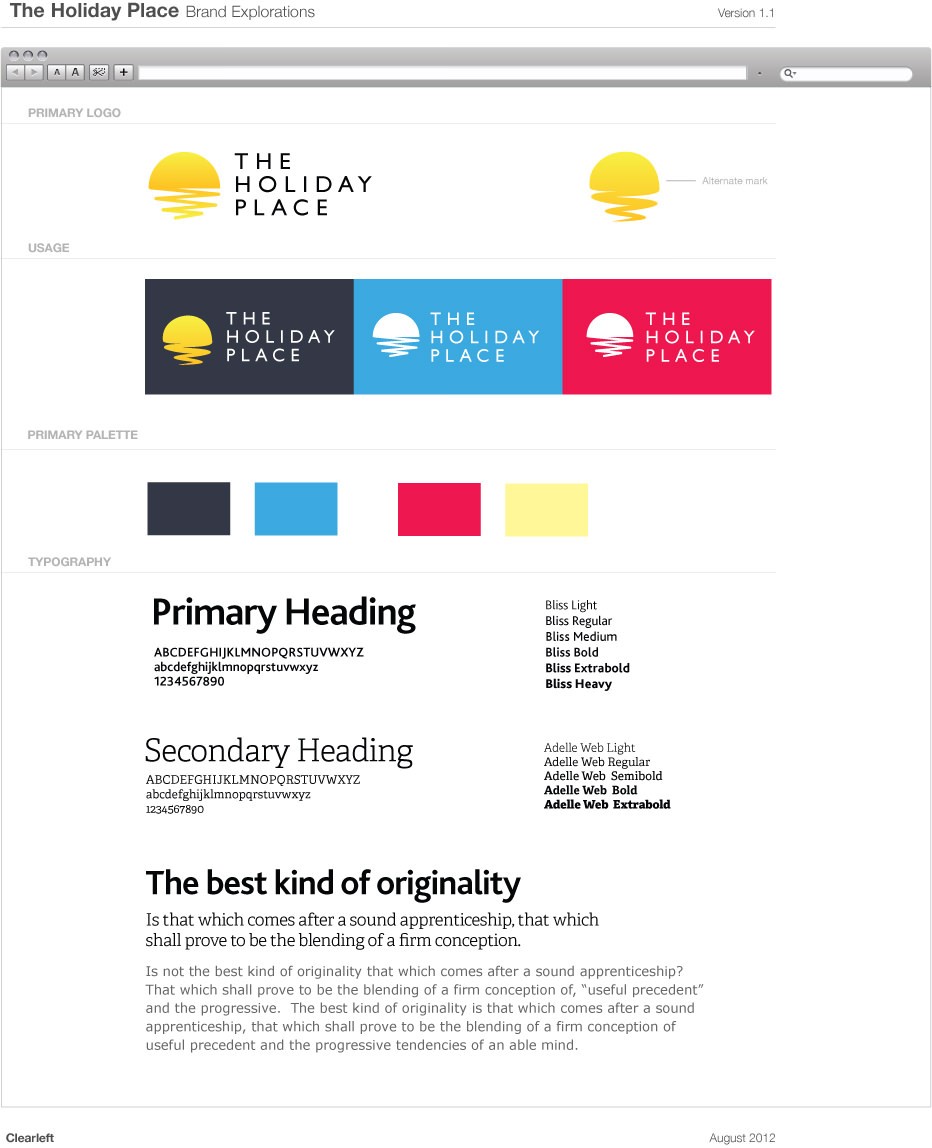 The Holiday Place Brand Explorations
Version 1.1
A A +
PRIMARY LOGO
THE
HOLIDAY
PLACE
Alternate mark
USAGE
THE
HOLIDAY
PLACE
THE
HOLIDAY
PLACE
THE
HOLIDAY
PLACE
PRIMARY PALETTE
TYPOGRAPHY
Primary Heading
ABCDEFGHIJKLMNOPQRSTUVWXYZ
abcdefghijklmnopqrstuvwxyz
1234567890
Bliss Light
Bliss Regular
Bliss Medium
Bliss Bold
Bliss Extrabold
Bliss Heavy
Secondary Heading
ABCDEFGHIJKLMNOPQRSTUVWXYZ
abcdefghijklmnopqrstuvwxyz
1234567890
Adelle Web Light
Adelle Web Regular
Adelle Web Semibold
Adelle Web Bold
Adelle Web Extrabold
The best kind of originality
Is that which comes after a sound apprenticeship, that which
shall prove to be the blending of a firm conception.
Is not the best kind of originality that which comes after a sound apprenticeship?
That which shall prove to be the blending of a firm conception of, “useful precedent”
and the progressive. The best kind of originality is that which comes after a sound
apprenticeship, that which shall prove to be the blending of a firm conception of
useful precedent and the progressive tendencies of an able mind.
Clearleft
August 2012